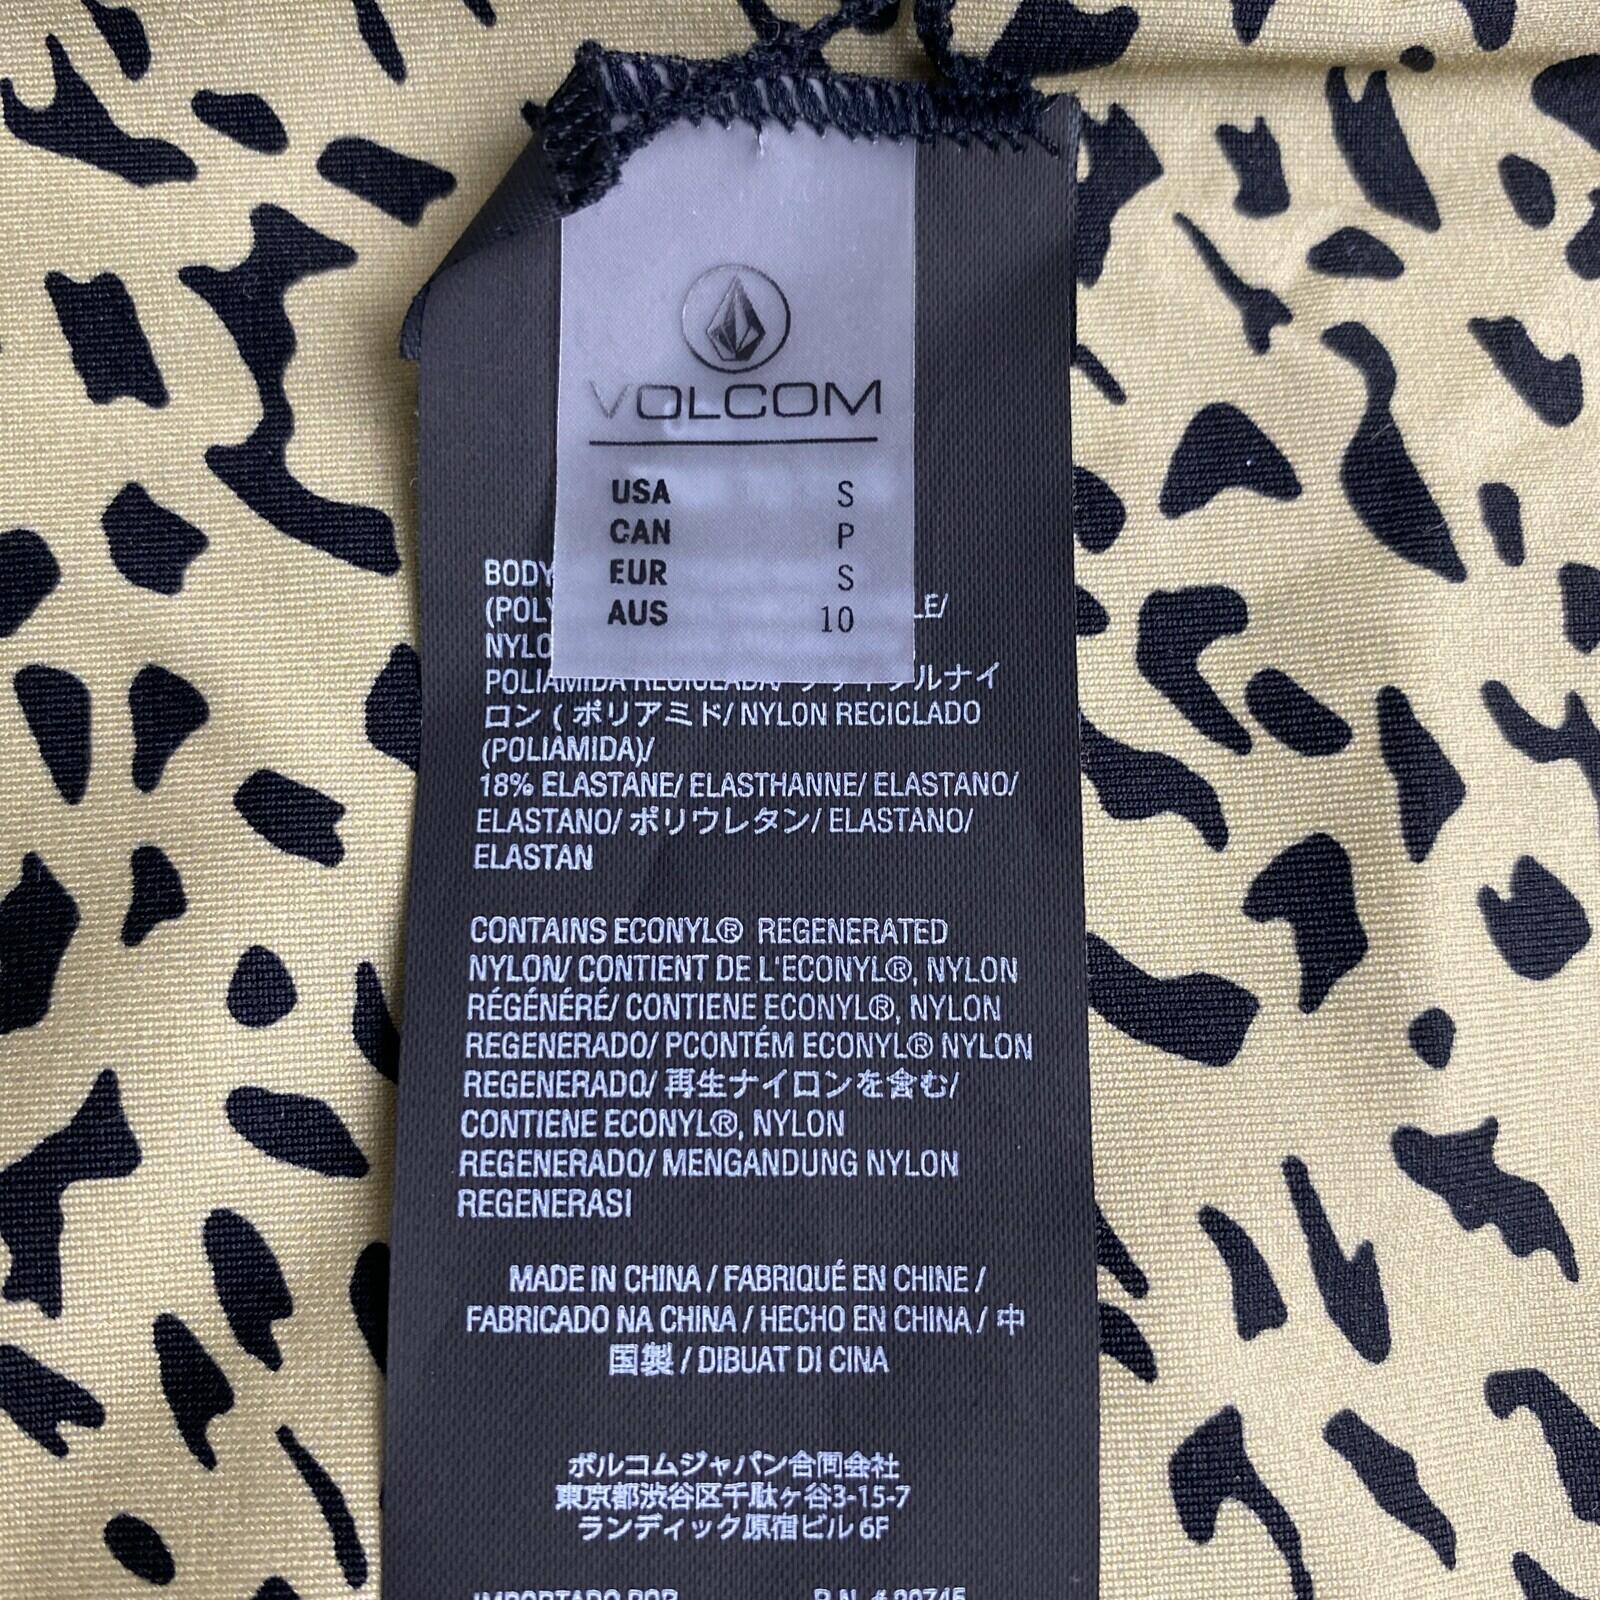 VOLCOM
USA S
CAN P
EUR S
AUS 10
BODY
NYLO
POLIAMIDA RECICLADA
ロン ( ポリアミド/ NYLON RECICLADO
(POLIAMIDA)/
18% ELASTANE/ ELASTHANNE/ ELASTANO/
ELASTANO/ ポリウレタン/ ELASTANO/
ELASTAN
CONTAINS ECONYL® REGENERATED
NYLON/ CONTIENT DE L'ECONYL®, NYLON
RÉGÉNÉRÉ/ CONTIENE ECONYL®, NYLON
REGENERADO/ PCONTÉM ECONYL® NYLON
REGENERADO/ 再生ナイロンを含む/
CONTIENE ECONYL®, NYLON
REGENERADO/ MENGANDUNG NYLON
REGENERASI
MADE IN CHINA / FABRIQUÉ EN CHINE /
FABRICADO NA CHINA / HECHO EN CHINA / 中
国製 / DIBUAT DI CINA
ボルコムジャパン合同会社
東京都渋谷区千駄ヶ谷3-15-7
ランディック原宿ビル 6F
IMPORTADO POR